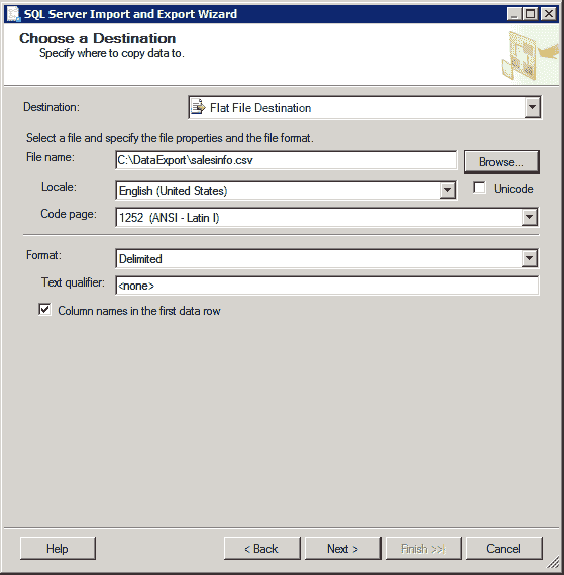 SQL Server Import and Export Wizard
Choose a Destination
Specify where to copy data to.
Destination: Flat File Destination
Select a file and specify the file properties and the file format.
File name: C:\DataExport\salesinfo.csv Browse...
Locale: English (United States) Unicode
Code page: 1252 (ANSI - Latin I)
Format: Delimited
Text qualifier: <none>
Column names in the first data row
Help < Back Next > Finish >>| Cancel